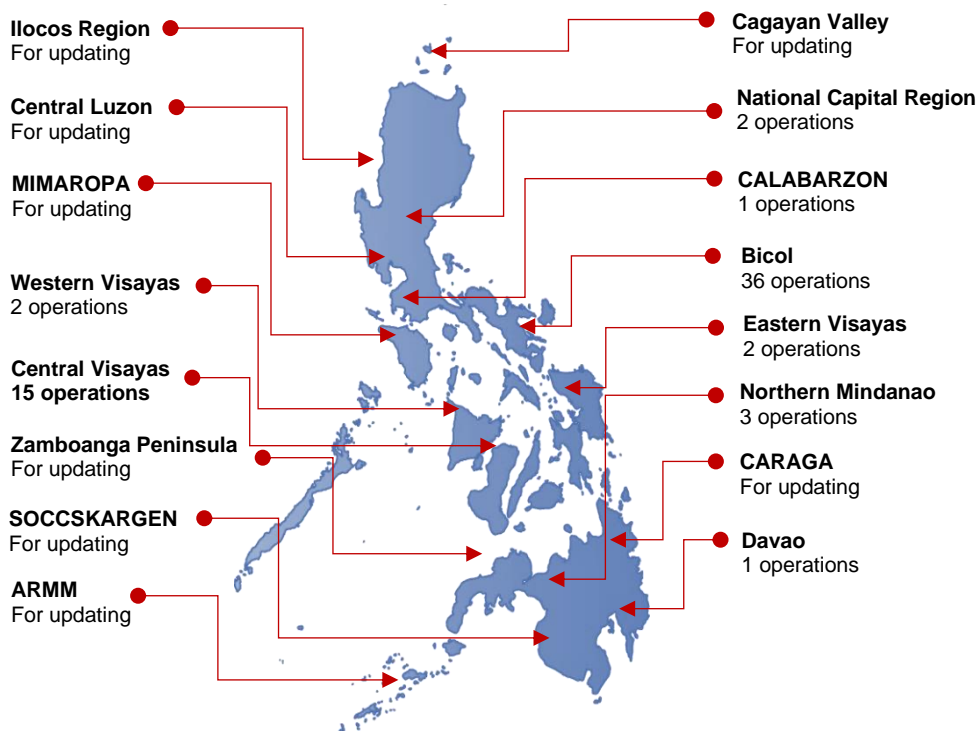 Ilocos Region
For updating
Central Luzon
For updating
MIMAROPA
For updating
Western Visayas
2 operations
Central Visayas
15 operations
Zamboanga Peninsula
For updating
SOCCSKARGEN
For updating
ARMM
For updating
Cagayan Valley
For updating
National Capital Region
2 operations
CALABARZON
1 operations
Bicol
36 operations
Eastern Visayas
2 operations
Northern Mindanao
3 operations
CARAGA
For updating
Davao
1 operations